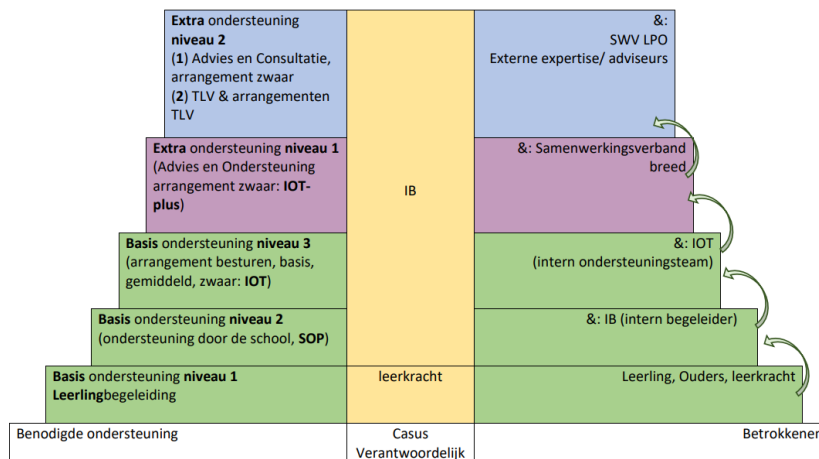 Extra ondersteuning
niveau 2
(1) Advies en Consultatie,
arrangement zwaar
(2) TLV & arrangementen
TLV
&:
SWV LPO
Externe expertise/ adviseurs
Extra ondersteuning niveau 1
(Advies en Ondersteuning
arrangement zwaar: IOT-
plus)
IB
&: Samenwerkingsverband
breed
Basis ondersteuning niveau 3
(arrangement besturen, basis,
gemiddeld, zwaar: IOT)
&: IOT
(intern ondersteuningsteam)
Basis ondersteuning niveau 2
(ondersteuning door de school, SOP)
&: IB (intern begeleider)
Basis ondersteuning niveau 1
Leerlingbegeleiding
leerkracht
Leerling, Ouders, leerkracht
Benodigde ondersteuning
Casus
Verantwoordelijk
Betrokkenen